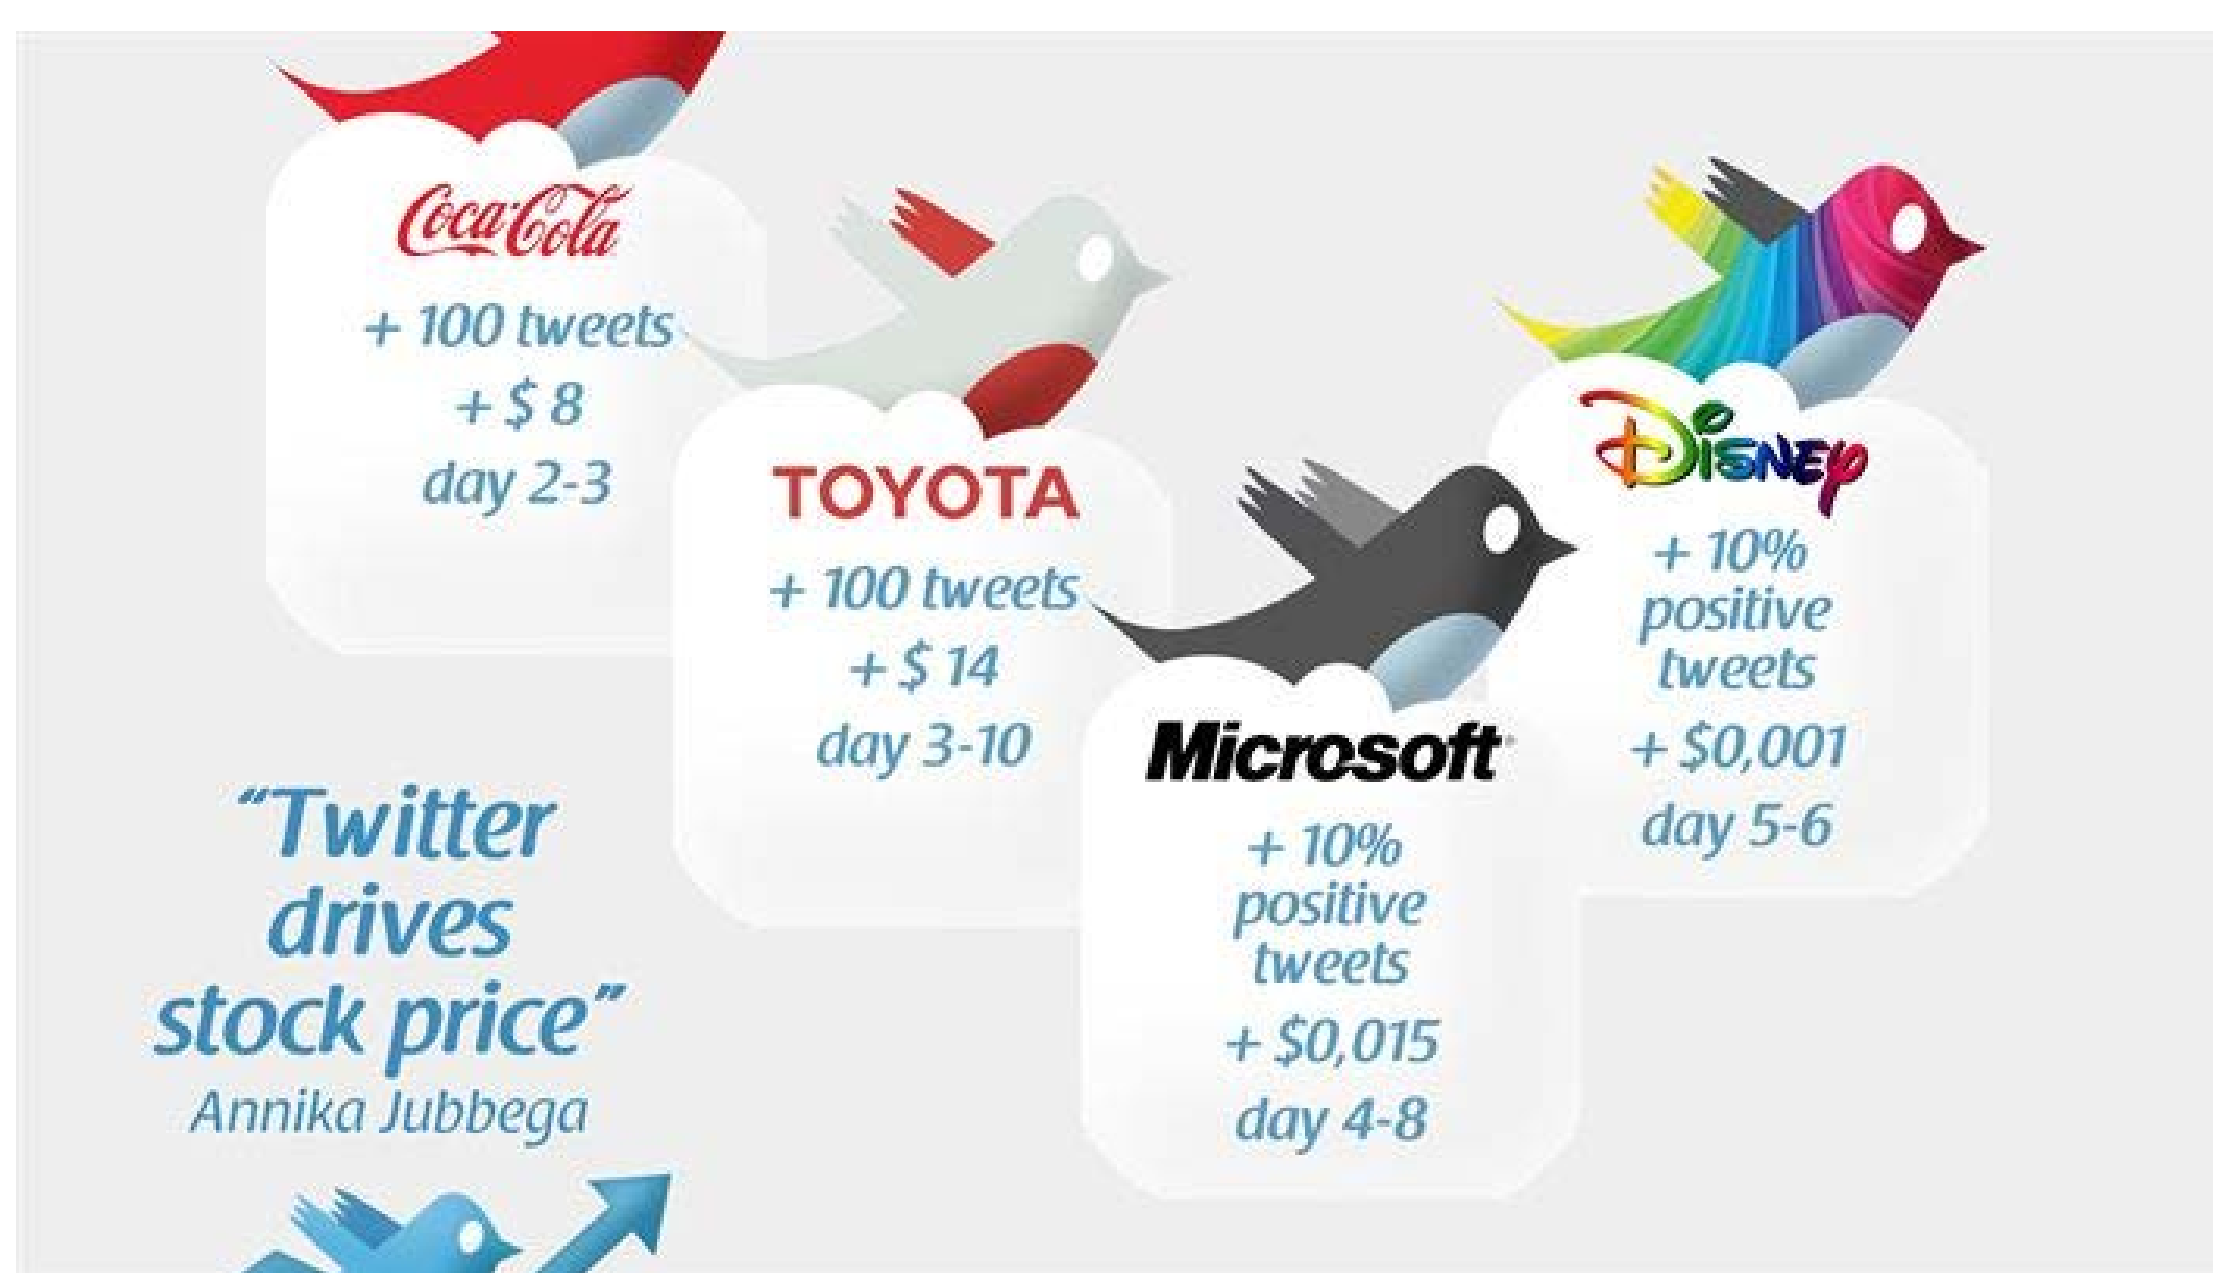 Coca-Cola
+ 100 tweets
+ $ 8
day 2-3
TOYOTA
+ 100 tweets
+ $ 14
day 3-10
Microsoft
+ 10%
positive
tweets
+ $0,015
day 4-8
DISNEY
+ 10%
positive
tweets
+ $0,001
day 5-6
“Twitter
drives
stock price”
Annika Jubbega